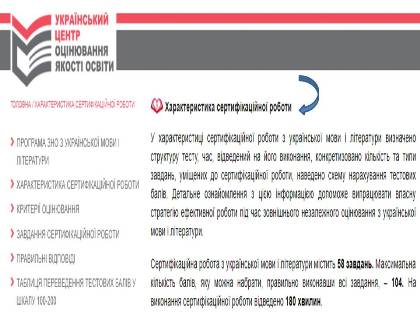 УКРАЇНСЬКИЙ
ЦЕНТР
ОЦІНЮВАННЯ
ЯКОСТІ ОСВІТИ
ГОЛОВНА / ХАРАКТЕРИСТИКА СЕРТИФІКАЦІЙНОЇ РОБОТИ
ПРОГРАМА ЗНО З УКРАЇНСЬКОЇ МОВИ І
ЛІТЕРАТУРИ
ХАРАКТЕРИСТИКА СЕРТИФІКАЦІЙНОЇ РОБОТИ
КРИТЕРІЇ ОЦІНЮВАННЯ
ЗАВДАННЯ СЕРТИФІКАЦІЙНОЇ РОБОТИ
ПРАВИЛЬНІ ВІДПОВІДІ
ТАБЛИЦЯ ПЕРЕВЕДЕННЯ ТЕСТОВИХ БАЛІВ У
ШКАЛУ 100-200
Характеристика сертифікаційної роботи
У характеристиці сертифікаційної роботи з української мови і літератури визначено
структуру тесту, час, відведений на його виконання, конкретизовано кількість та типи
завдань, уміщених до сертифікаційної роботи, наведено схему нарахування тестових
балів. Детальне ознайомлення з цією інформацією допоможе випрацювати власну
стратегію ефективної роботи під час зовнішнього незалежного оцінювання з української
мови і літератури.
Сертифікаційна робота з української мови і літератури містить 58 завдань. Максимальна
кількість балів, яку можна набрати, правильно виконавши всі завдання, – 104. На
виконання сертифікаційної роботи відведено 180 хвилин.